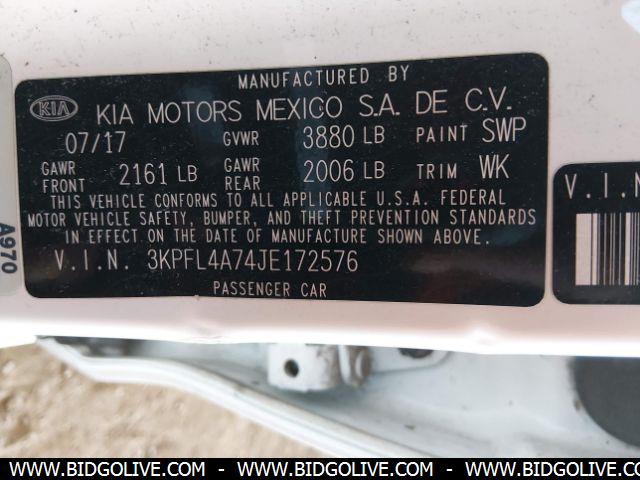 MANUFACTURED BY
KIA KIA MOTORS MEXICO S.A. DE C.V.
07/17 GVWR 3880 LB PAINT SWP
GAWR FRONT 2161 LB GAWR REAR 2006 LB TRIM WK
THIS VEHICLE CONFORMS TO ALL APPLICABLE U.S.A. FEDERAL
MOTOR VEHICLE SAFETY, BUMPER, AND THEFT PREVENTION STANDARDS
IN EFFECT ON THE DATE OF MANUFACTURE SHOWN ABOVE.
V.I.N. 3KPFL4A74JE172576
PASSENGER CAR
A970
V.I.N
WWW.BIDGOLIVE.COM - WWW.BIDGOLIVE.COM - WWW.BIDGOLIVE.COM